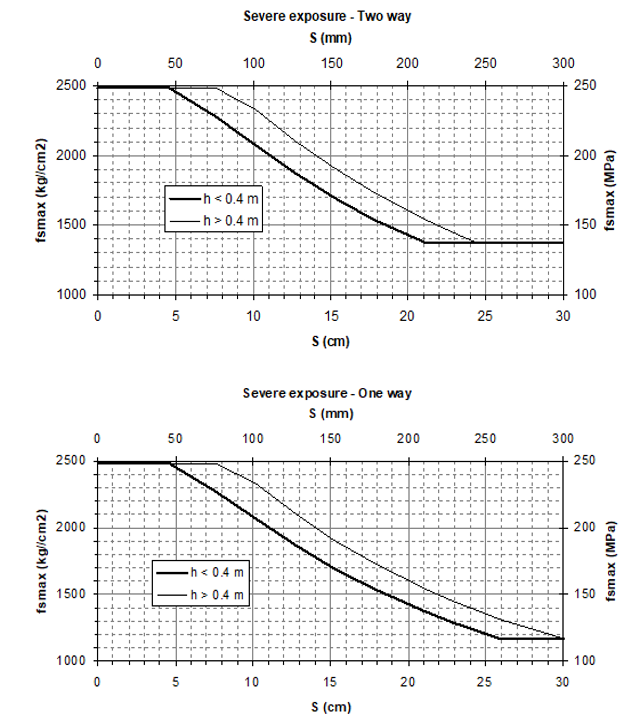 Severe exposure - Two way
S (mm)
0 50 100 150 200 250 300
2500 250
2000 200
1500 150
1000 100
fsmax (kg//cm2)
fsmax (MPa)
h < 0.4 m
h > 0.4 m
0 5 10 15 20 25 30
S (cm)
Severe exposure - One way
S (mm)
0 50 100 150 200 250 300
2500 250
2000 200
1500 150
1000 100
fsmax (kg//cm2)
fsmax (MPa)
h < 0.4 m
h > 0.4 m
0 5 10 15 20 25 30
S (cm)